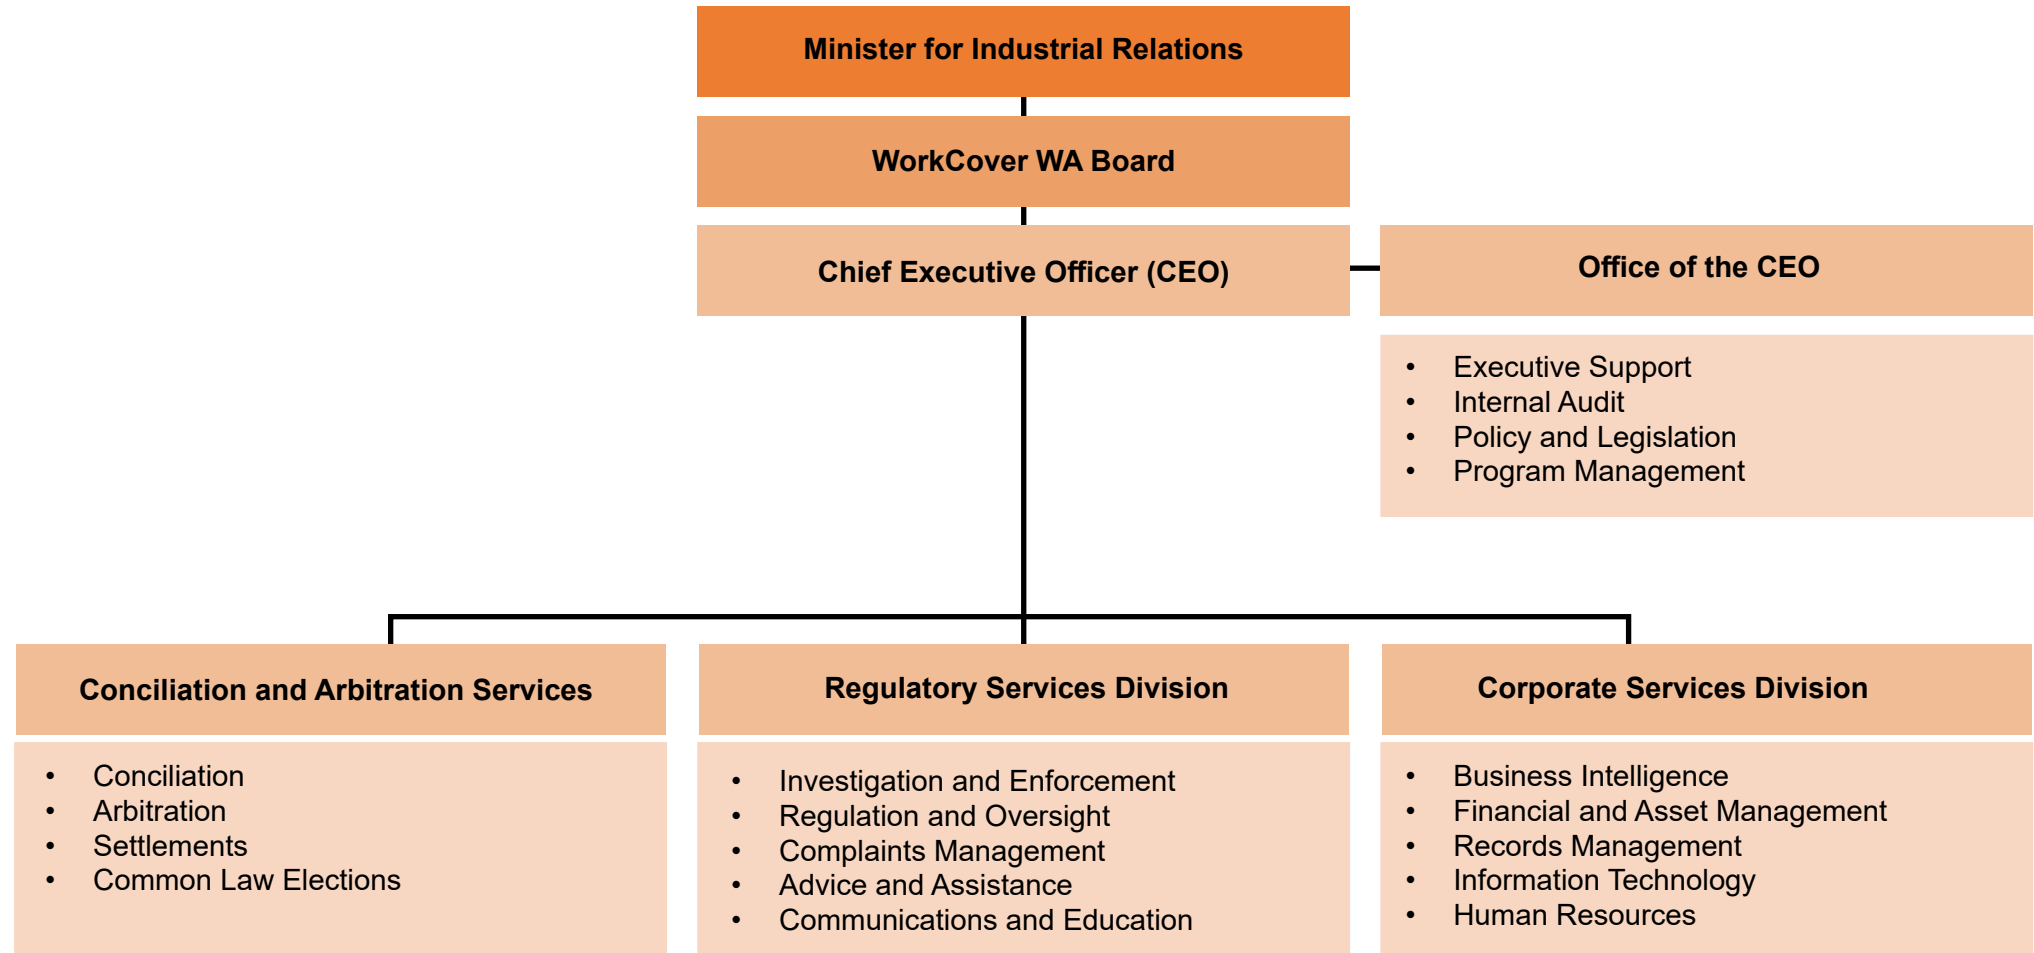 Minister for Industrial Relations
WorkCover WA Board
Chief Executive Officer (CEO)
Office of the CEO
• Executive Support
• Internal Audit
• Policy and Legislation
• Program Management
Conciliation and Arbitration Services
• Conciliation
• Arbitration
• Settlements
• Common Law Elections
Regulatory Services Division
• Investigation and Enforcement
• Regulation and Oversight
• Complaints Management
• Advice and Assistance
• Communications and Education
Corporate Services Division
• Business Intelligence
• Financial and Asset Management
• Records Management
• Information Technology
• Human Resources